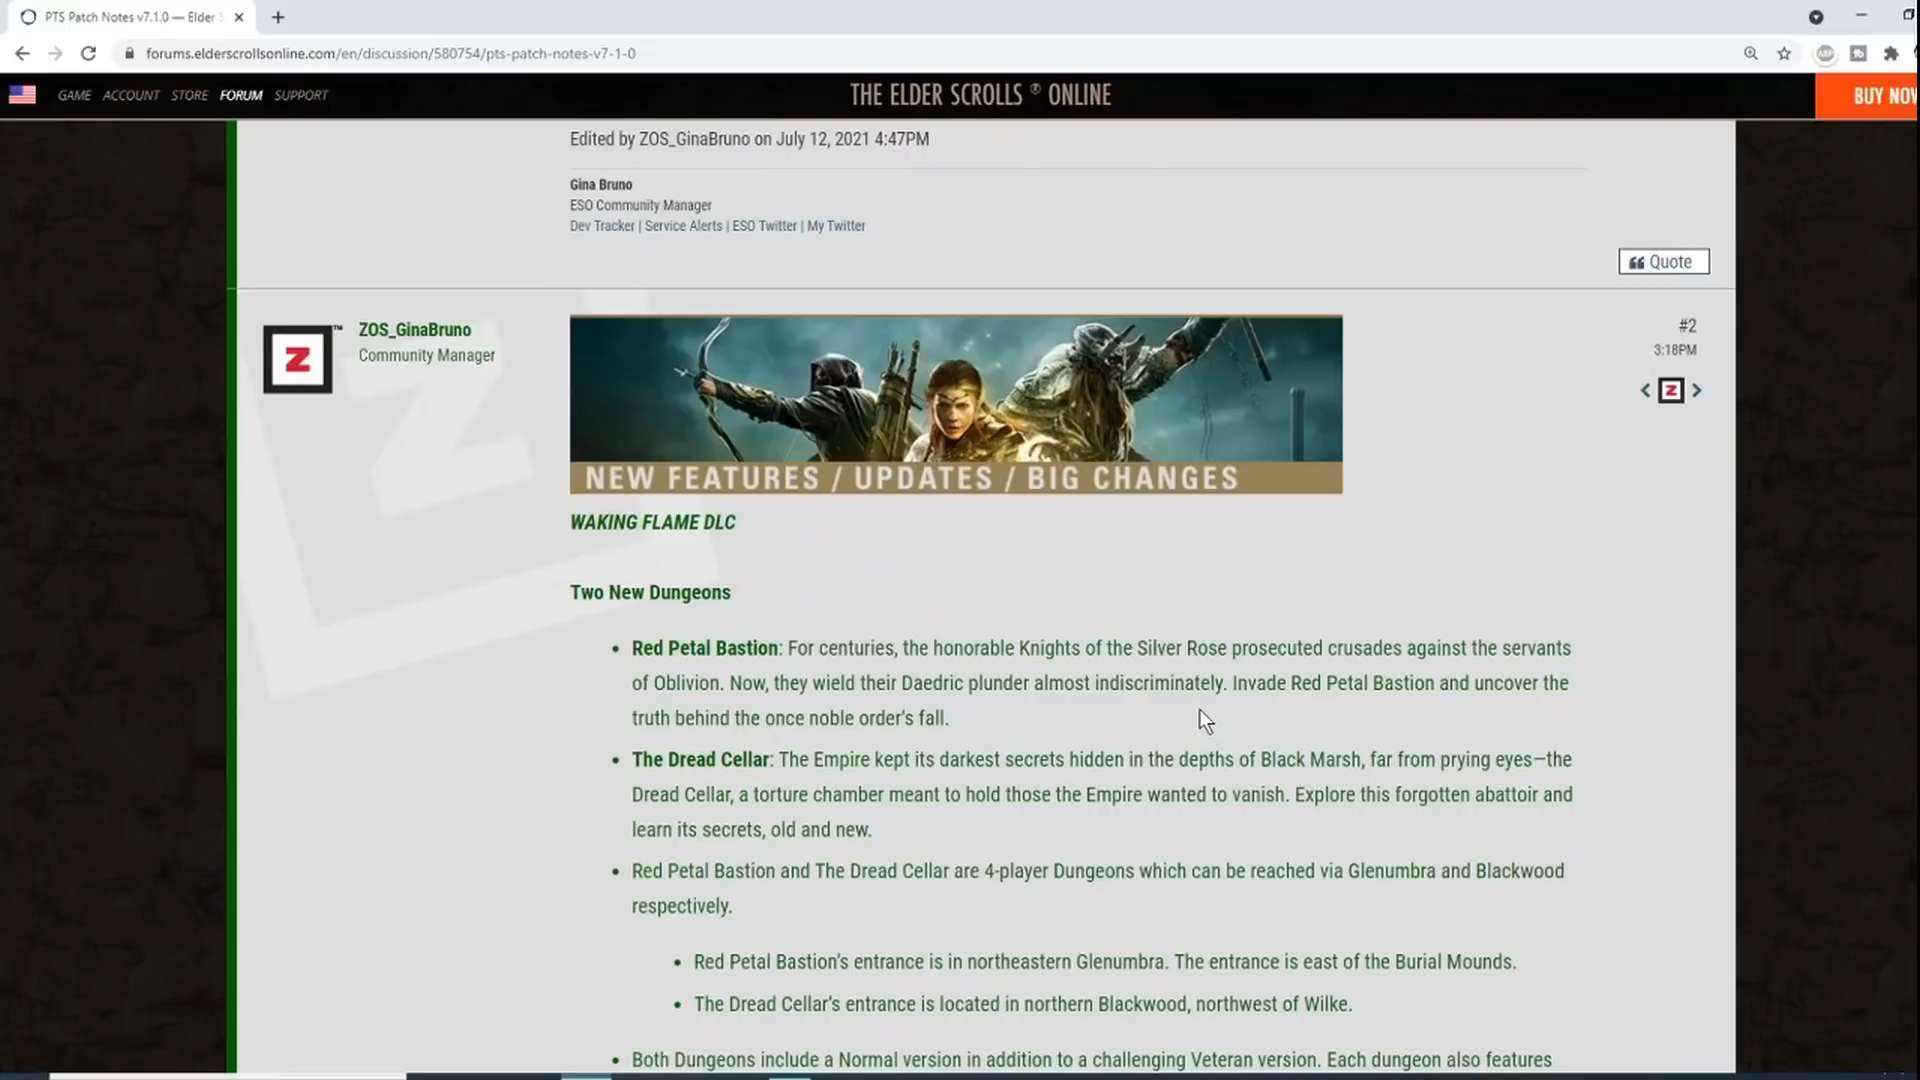 PTS Patch Notes v7.1.0 — Elder S
forums.elderscrollsonline.com/en/discussion/580754/pts-patch-notes-v7-1-0
ABP
GAME ACCOUNT STORE FORUM SUPPORT
THE ELDER SCROLLS ® ONLINE
BUY NOW
Edited by ZOS_GinaBruno on July 12, 2021 4:47PM
Gina Bruno
ESO Community Manager
Dev Tracker | Service Alerts | ESO Twitter | My Twitter
Quote
Z ™
ZOS_GinaBruno
Community Manager
#2
3:18PM
Z
NEW FEATURES / UPDATES / BIG CHANGES
WAKING FLAME DLC
Two New Dungeons
• Red Petal Bastion: For centuries, the honorable Knights of the Silver Rose prosecuted crusades against the servants
of Oblivion. Now, they wield their Daedric plunder almost indiscriminately. Invade Red Petal Bastion and uncover the
truth behind the once noble order's fall.
• The Dread Cellar: The Empire kept its darkest secrets hidden in the depths of Black Marsh, far from prying eyes—the
Dread Cellar, a torture chamber meant to hold those the Empire wanted to vanish. Explore this forgotten abattoir and
learn its secrets, old and new.
• Red Petal Bastion and The Dread Cellar are 4-player Dungeons which can be reached via Glenumbra and Blackwood
respectively.
• Red Petal Bastion's entrance is in northeastern Glenumbra. The entrance is east of the Burial Mounds.
• The Dread Cellar's entrance is located in northern Blackwood, northwest of Wilke.
• Both Dungeons include a Normal version in addition to a challenging Veteran version. Each dungeon also features